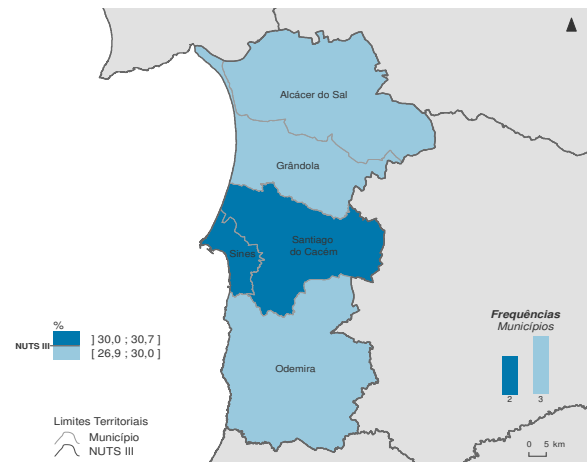 Alcácer do Sal
Grândola
Sines
Santiago
do Cacém
Odemira
%
NUTS III
] 30,0 ; 30,7 ]
[ 26,9 ; 30,0 ]
Limites Territoriais
Município
NUTS III
Frequências
Municípios
2
3
0 5 km